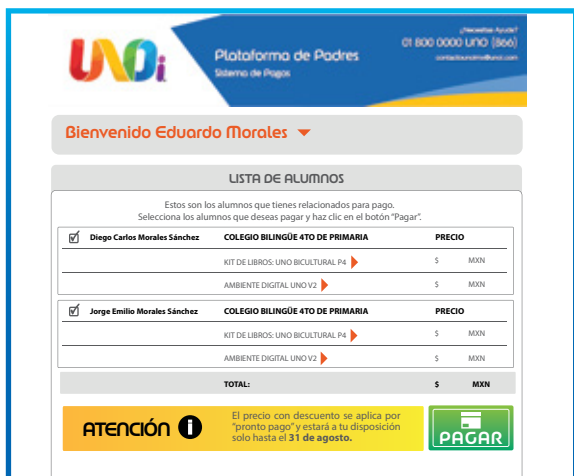 UNOi
Plataforma de Padres
Sistema de Pagos
¿Necesitas Ayuda?
01 800 0000 UNO (866)
Bienvenido Eduardo Morales
LISTA DE ALUMNOS
Estos son los alumnos que tienes relacionados para pago.
Selecciona los alumnos que deseas pagar y haz clic en el botón "Pagar".
Diego Carlos Morales Sánchez COLEGIO BILINGÜE 4TO DE PRIMARIA PRECIO
KIT DE LIBROS: UNO BICULTURAL P4 $ MXN
AMBIENTE DIGITAL UNO V2 $ MXN
Jorge Emilio Morales Sánchez COLEGIO BILINGÜE 4TO DE PRIMARIA PRECIO
KIT DE LIBROS: UNO BICULTURAL P4 $ MXN
AMBIENTE DIGITAL UNO V2 $ MXN
TOTAL: $ MXN
ATENCIÓN i
El precio con descuento se aplica por
"pronto pago" y estará a tu disposición
solo hasta el 31 de agosto.
PAGAR